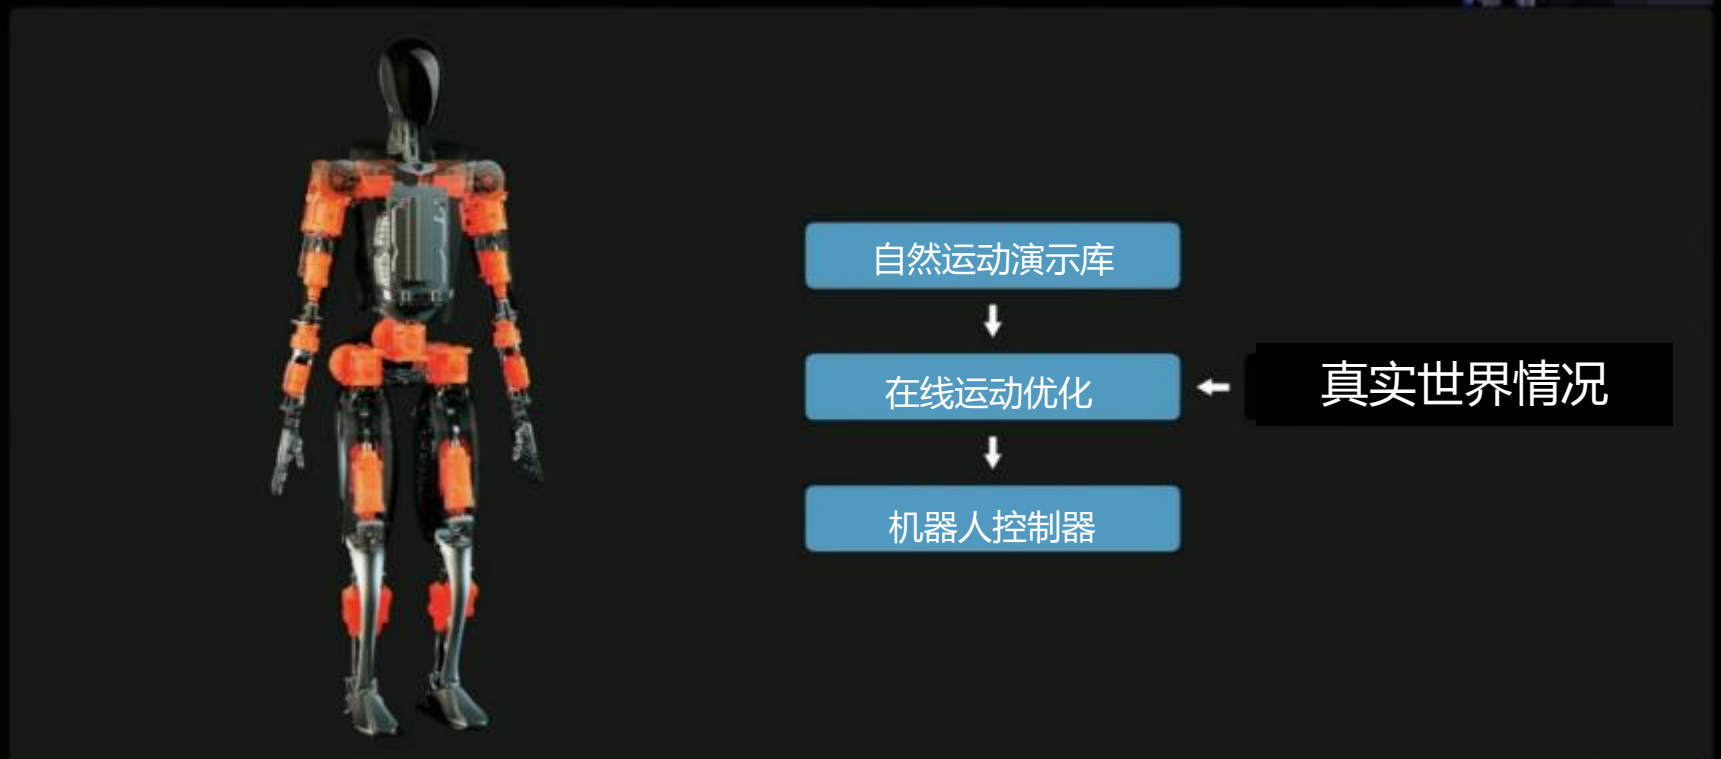 自然运动演示库
在线运动优化
真实世界情况
机器人控制器